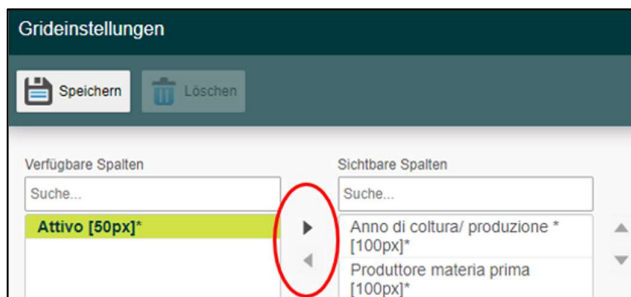 Grideinstellungen
Speichern Löschen
Verfügbare Spalten Sichtbare Spalten
Suche... Suche...
Attivo [50px]* Anno di coltura/ produzione *
[100px]*
Produttore materia prima
[100px]*